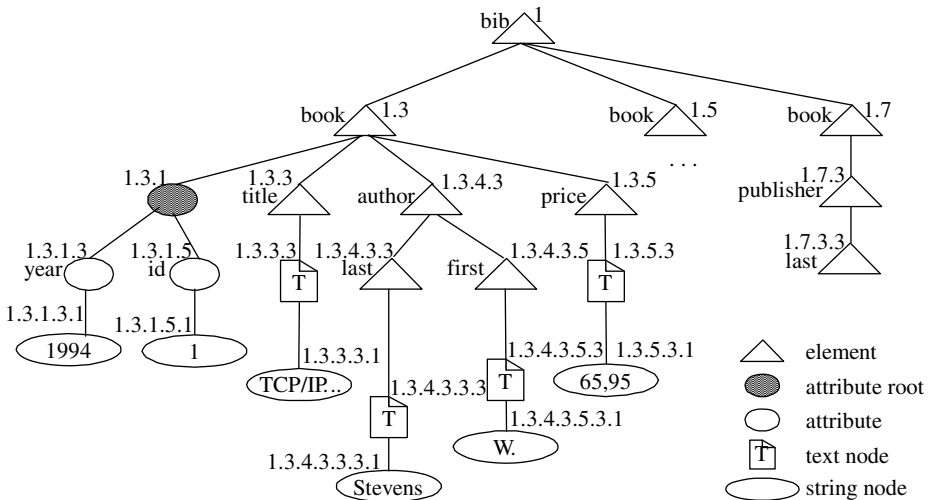 bib 1
book 1.3
book 1.5
book 1.7
. . .
1.3.1
1.3.3
title
author
1.3.4.3
price
1.3.5
1.7.3
publisher
1.3.1.3
year
1.3.1.5
id
1.3.3.3
T
1.3.4.3.3
last
first
1.3.4.3.5
T
1.3.5.3
1.7.3.3
last
1.3.1.3.1
1994
1.3.1.5.1
1
1.3.3.3.1
TCP/IP...
1.3.4.3.3.3
T
1.3.4.3.5.3
T
1.3.5.3.1
65,95
1.3.4.3.5.3.1
W.
1.3.4.3.3.3.1
Stevens
element
attribute root
attribute
T text node
string node